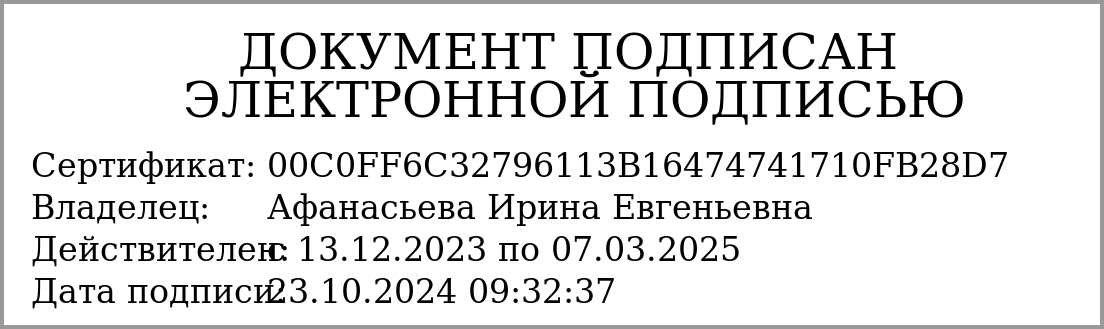 ДОКУМЕНТ ПОДПИСАН
ЭЛЕКТРОННОЙ ПОДПИСЬЮ
Сертификат: 00C0FF6C32796113B16474741710FB28D7
Владелец: Афанасьева Ирина Евгеньевна
Действителен: с 13.12.2023 по 07.03.2025
Дата подписи: 23.10.2024 09:32:37